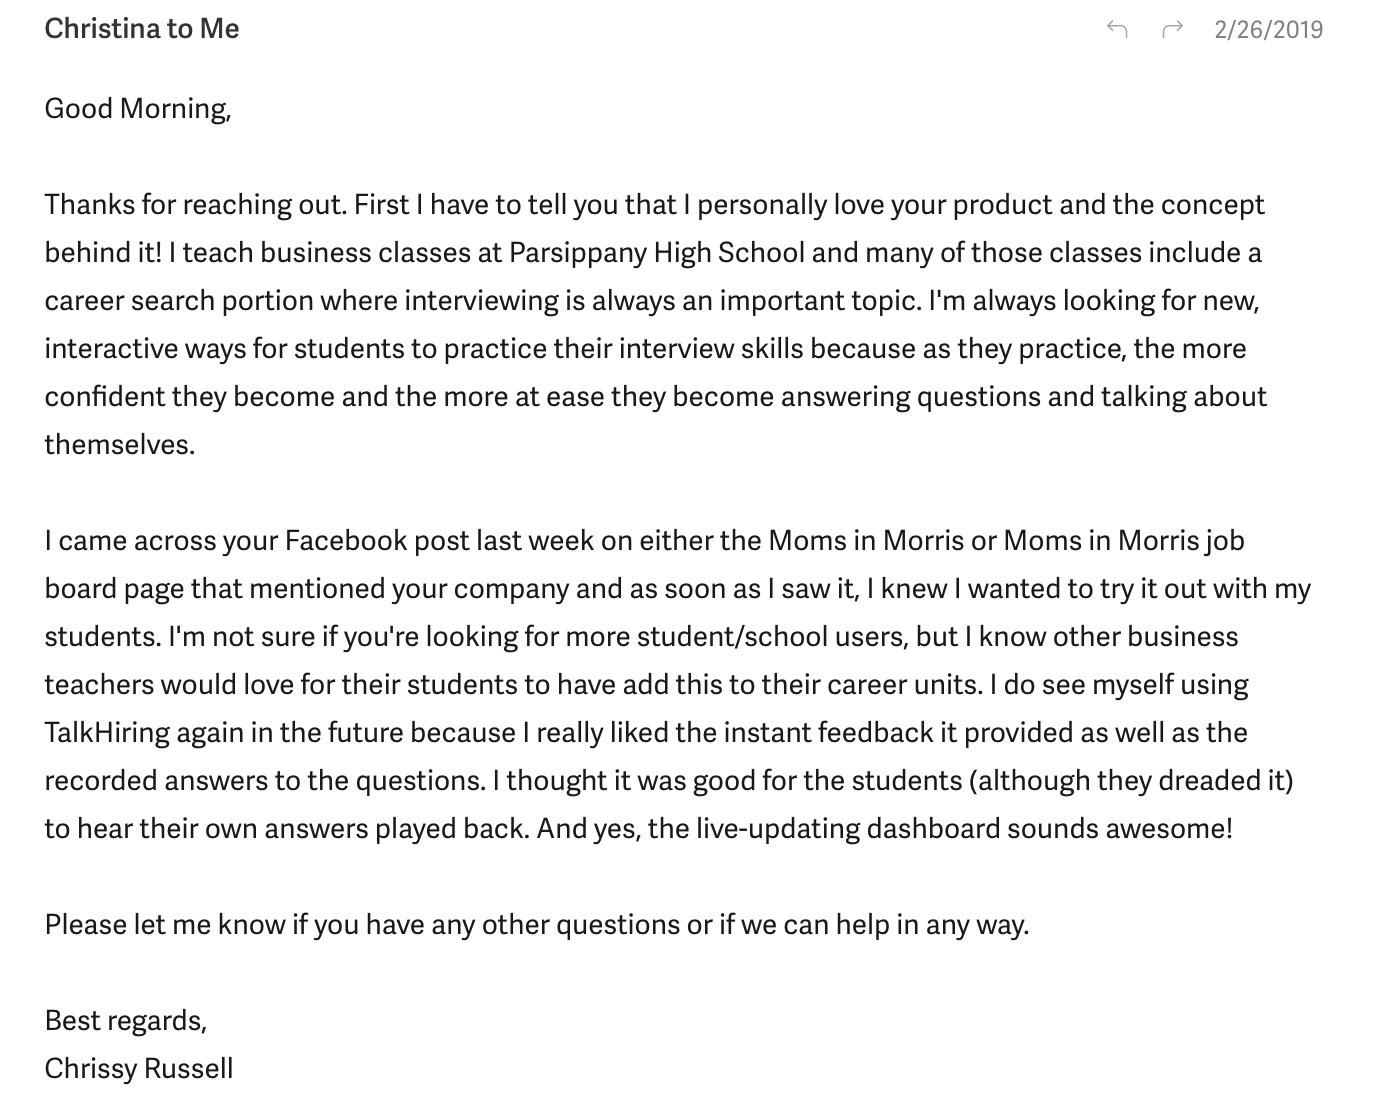 Christina to Me
2/26/2019
Good Morning,
Thanks for reaching out. First I have to tell you that I personally love your product and the concept
behind it! I teach business classes at Parsippany High School and many of those classes include a
career search portion where interviewing is always an important topic. I'm always looking for new,
interactive ways for students to practice their interview skills because as they practice, the more
confident they become and the more at ease they become answering questions and talking about
themselves.
I came across your Facebook post last week on either the Moms in Morris or Moms in Morris job
board page that mentioned your company and as soon as I saw it, I knew I wanted to try it out with my
students. I'm not sure if you're looking for more student/school users, but I know other business
teachers would love for their students to have add this to their career units. I do see myself using
TalkHiring again in the future because I really liked the instant feedback it provided as well as the
recorded answers to the questions. I thought it was good for the students (although they dreaded it)
to hear their own answers played back. And yes, the live-updating dashboard sounds awesome!
Please let me know if you have any other questions or if we can help in any way.
Best regards,
Chrissy Russell